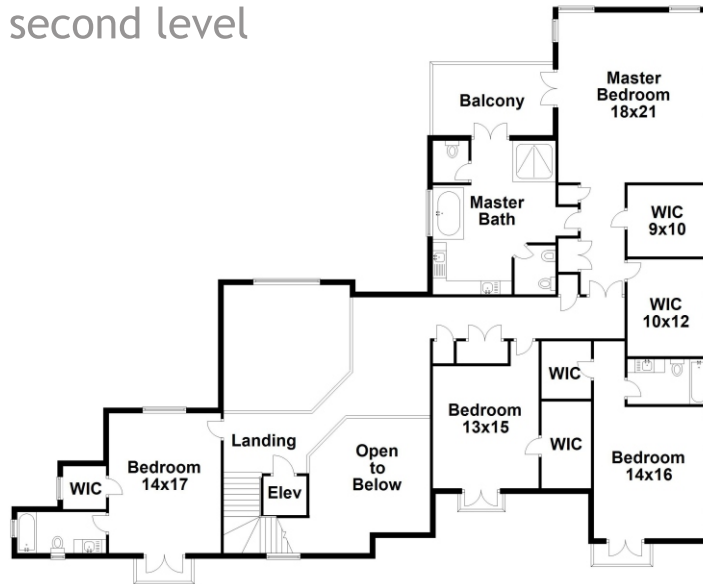 second level
Balcony
Master
Bedroom
18x21
Master
Bath
WIC
9x10
WIC
10x12
WIC
WIC
Bedroom
13x15
Bedroom
14x16
Landing
Open
to
Below
Elev
Bedroom
14x17
WIC